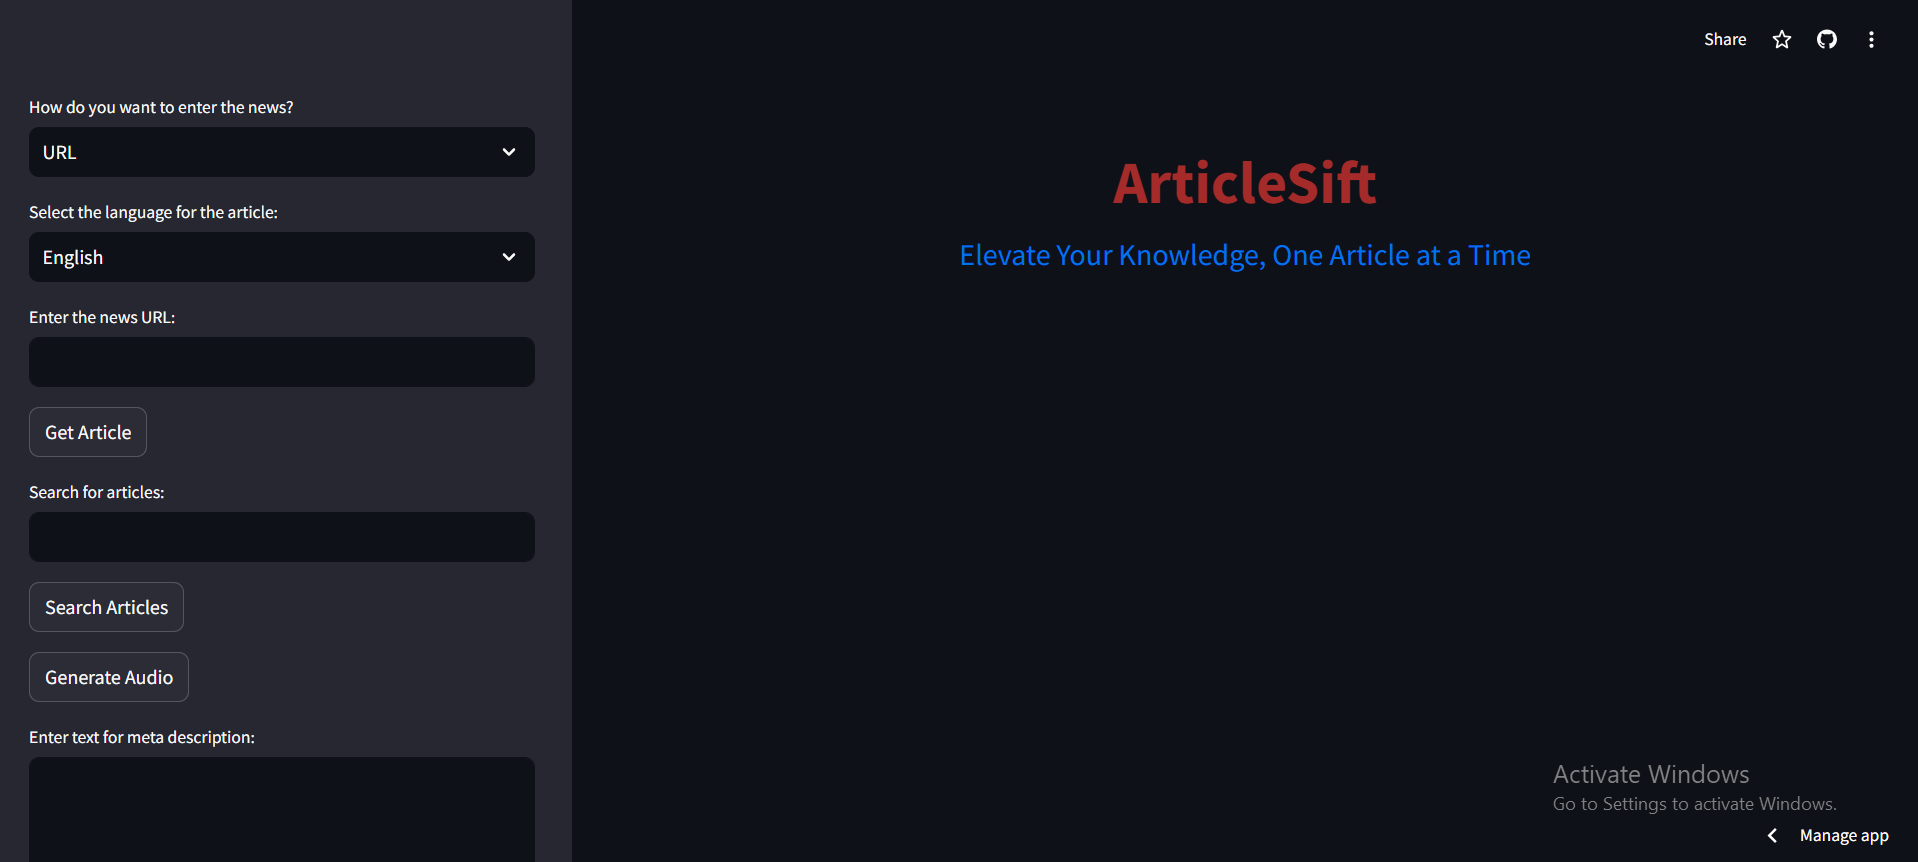 Share
How do you want to enter the news?
URL
Select the language for the article:
English
Enter the news URL:
Get Article
Search for articles:
Search Articles
Generate Audio
Enter text for meta description:
ArticleSift
Elevate Your Knowledge, One Article at a Time
Activate Windows
Go to Settings to activate Windows.
Manage app